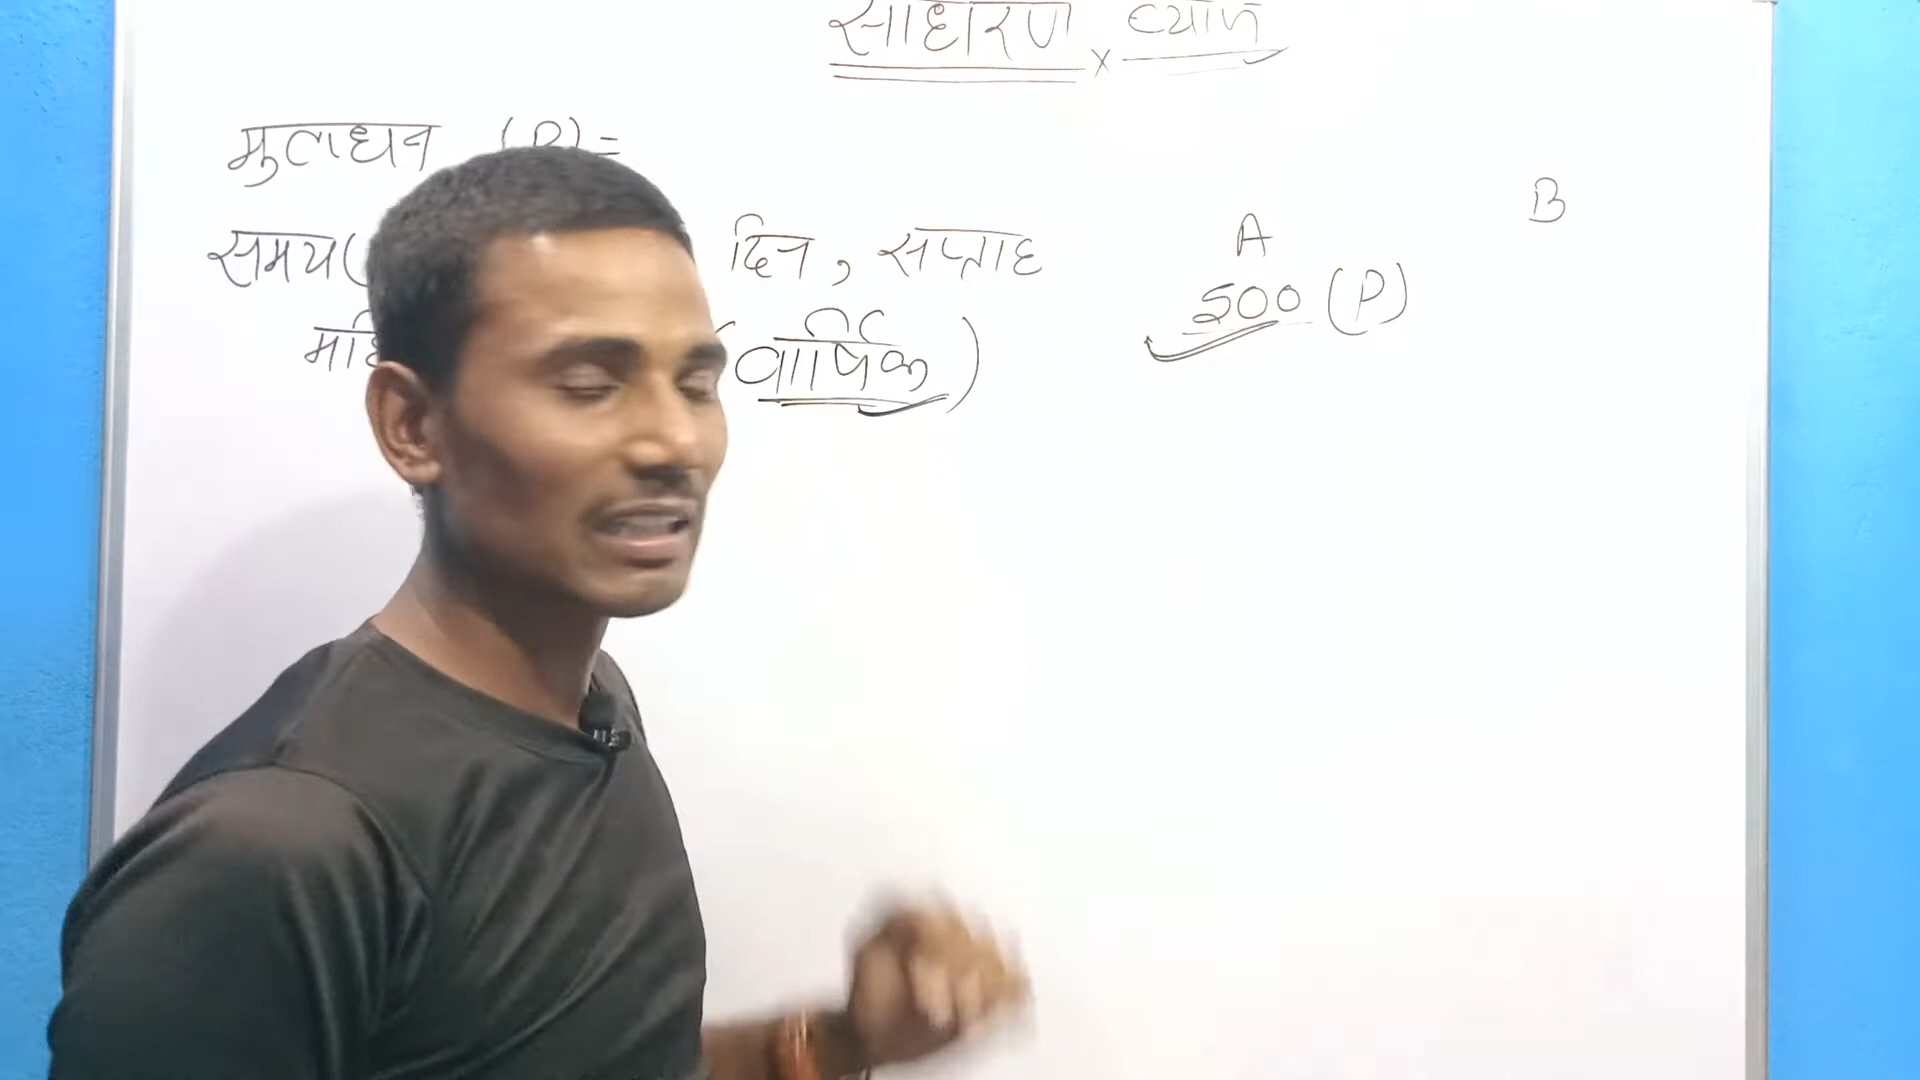 साधारण ब्याज
मुलधन (P) =
समय ( दिन, सप्ताह
(वार्षिक)
A
500 (P)
B